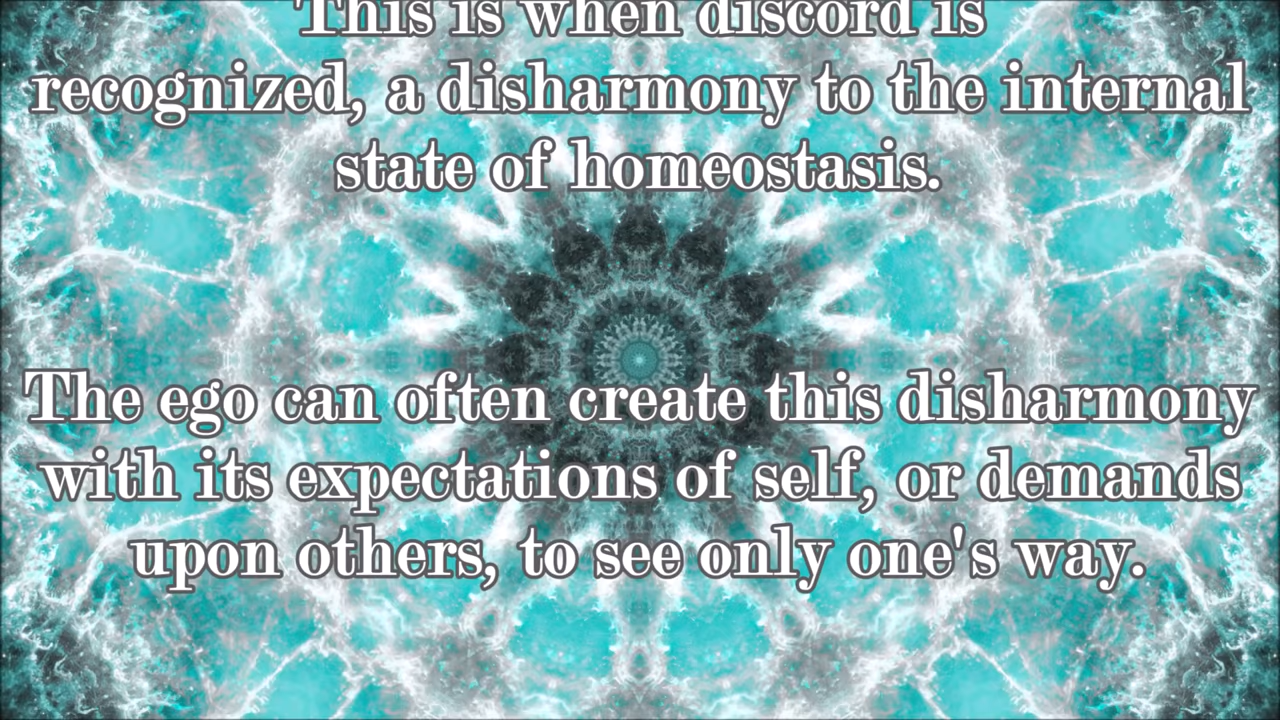 This is when discord is
recognized, a disharmony to the internal
state of homeostasis.
The ego can often create this disharmony
with its expectations of self, or demands
upon others, to see only one's way.